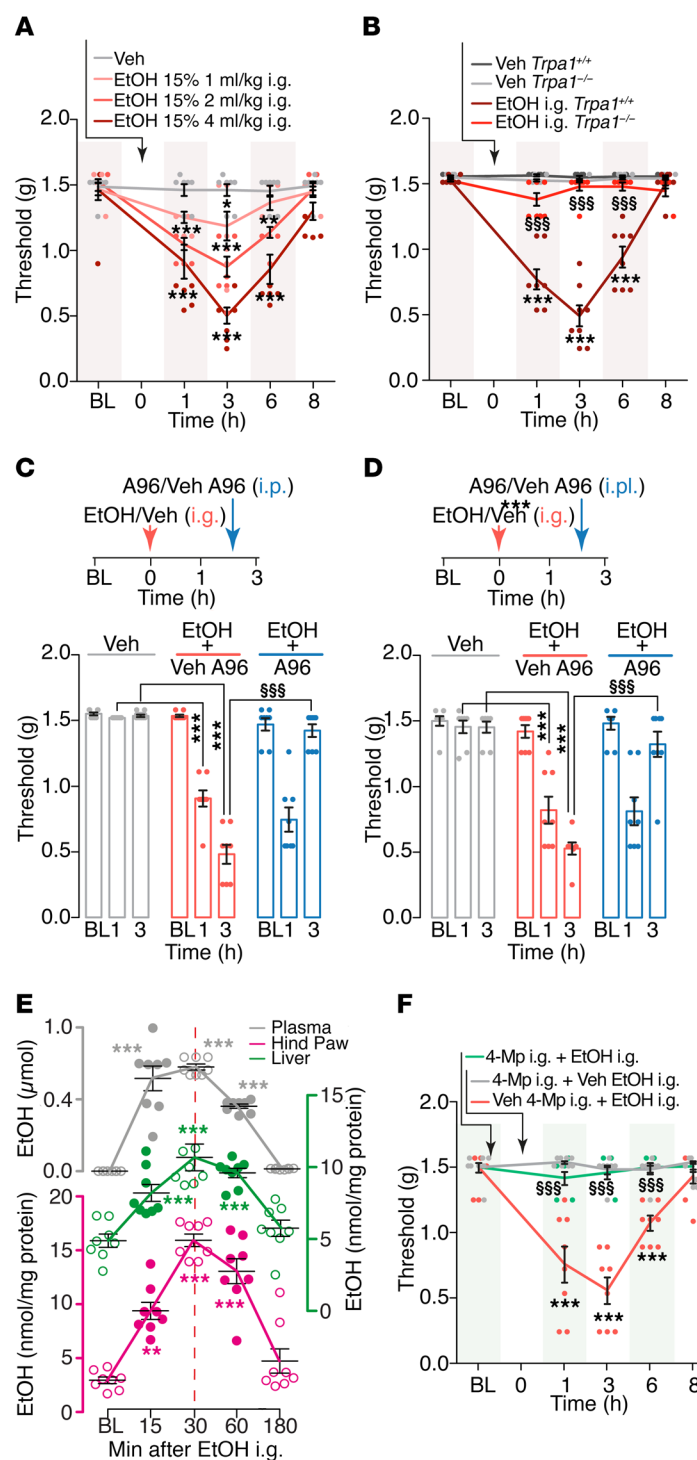 A
Veh
EtOH 15% 1 ml/kg i.g.
EtOH 15% 2 ml/kg i.g.
EtOH 15% 4 ml/kg i.g.
Threshold (g)
2.0
1.5
1.0
0.5
0.0
*
**
***
***
***
***
***
BL 0 1 3 6 8
Time (h)
B
Veh Trpa1+/+
Veh Trpa1−/−
EtOH i.g. Trpa1+/+
EtOH i.g. Trpa1−/−
Threshold (g)
2.0
1.5
1.0
0.5
0.0
§§§
§§§
§§§
***
***
***
BL 0 1 3 6 8
Time (h)
C
A96/Veh A96 (i.p.)
EtOH/Veh (i.g.)
BL 0 1 3
Time (h)
Veh
EtOH
+
Veh A96
EtOH
+
A96
§§§
***
***
Threshold (g)
2.0
1.5
1.0
0.5
0.0
BL 1 3 BL 1 3 BL 1 3
Time (h)
D
A96/Veh A96 (i.pl.)
***
EtOH/Veh (i.g.)
BL 0 1 3
Time (h)
Veh
EtOH
+
Veh A96
EtOH
+
A96
§§§
***
***
Threshold (g)
2.0
1.5
1.0
0.5
0.0
BL 1 3 BL 1 3 BL 1 3
Time (h)
E
Plasma
Hind Paw
Liver
EtOH (µmol)
1.0
0.4
0.0
***
***
***
EtOH (nmol/mg protein)
15
10
5
0
***
***
***
EtOH (nmol/mg protein)
20
15
10
5
0
**
***
***
BL 15 30 60 180
Min after EtOH i.g.
F
4-Mp i.g. + EtOH i.g.
4-Mp i.g. + Veh EtOH i.g.
Veh 4-Mp i.g. + EtOH i.g.
Threshold (g)
2.0
1.5
1.0
0.5
0.0
§§§
§§§
§§§
***
***
***
BL 0 1 3 6 8
Time (h)